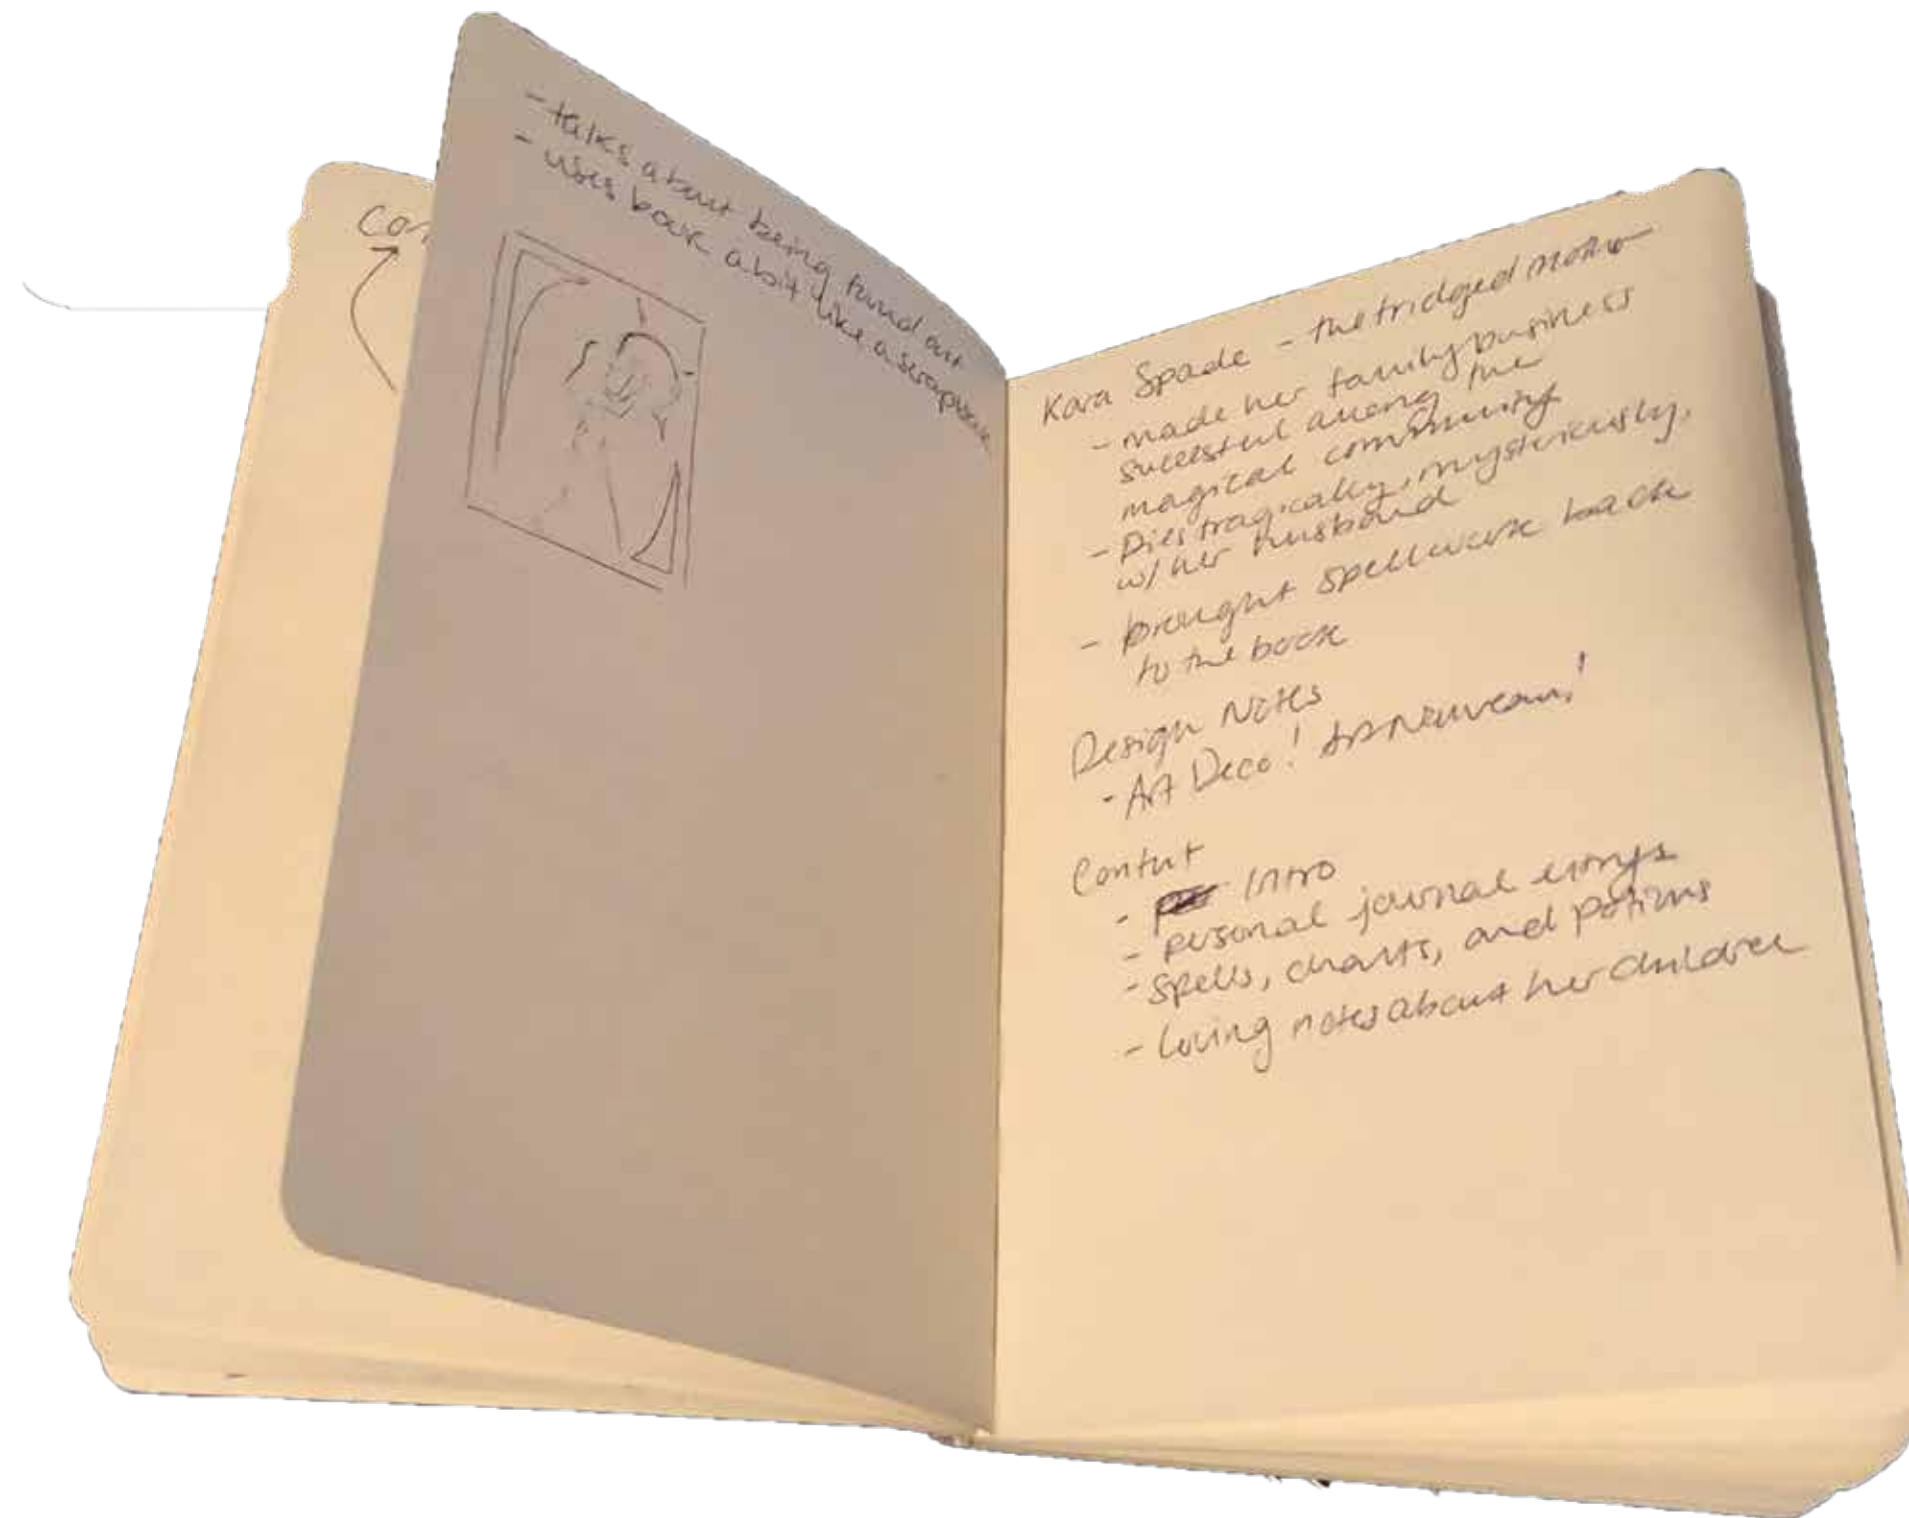 Con
- talks about being found out
- uses book a bit like a scrapbook
Kara Spade - the
- made her family business
successful among the
magical community
- Dies tragically, mysteriously,
w/ her husband
- brought spellwork back
to the book
Design Notes
- Art Deco! Art Nouveau!
Content
- Intro
- personal journal entrys
- spells, charts, and potions
- loving notes about her children